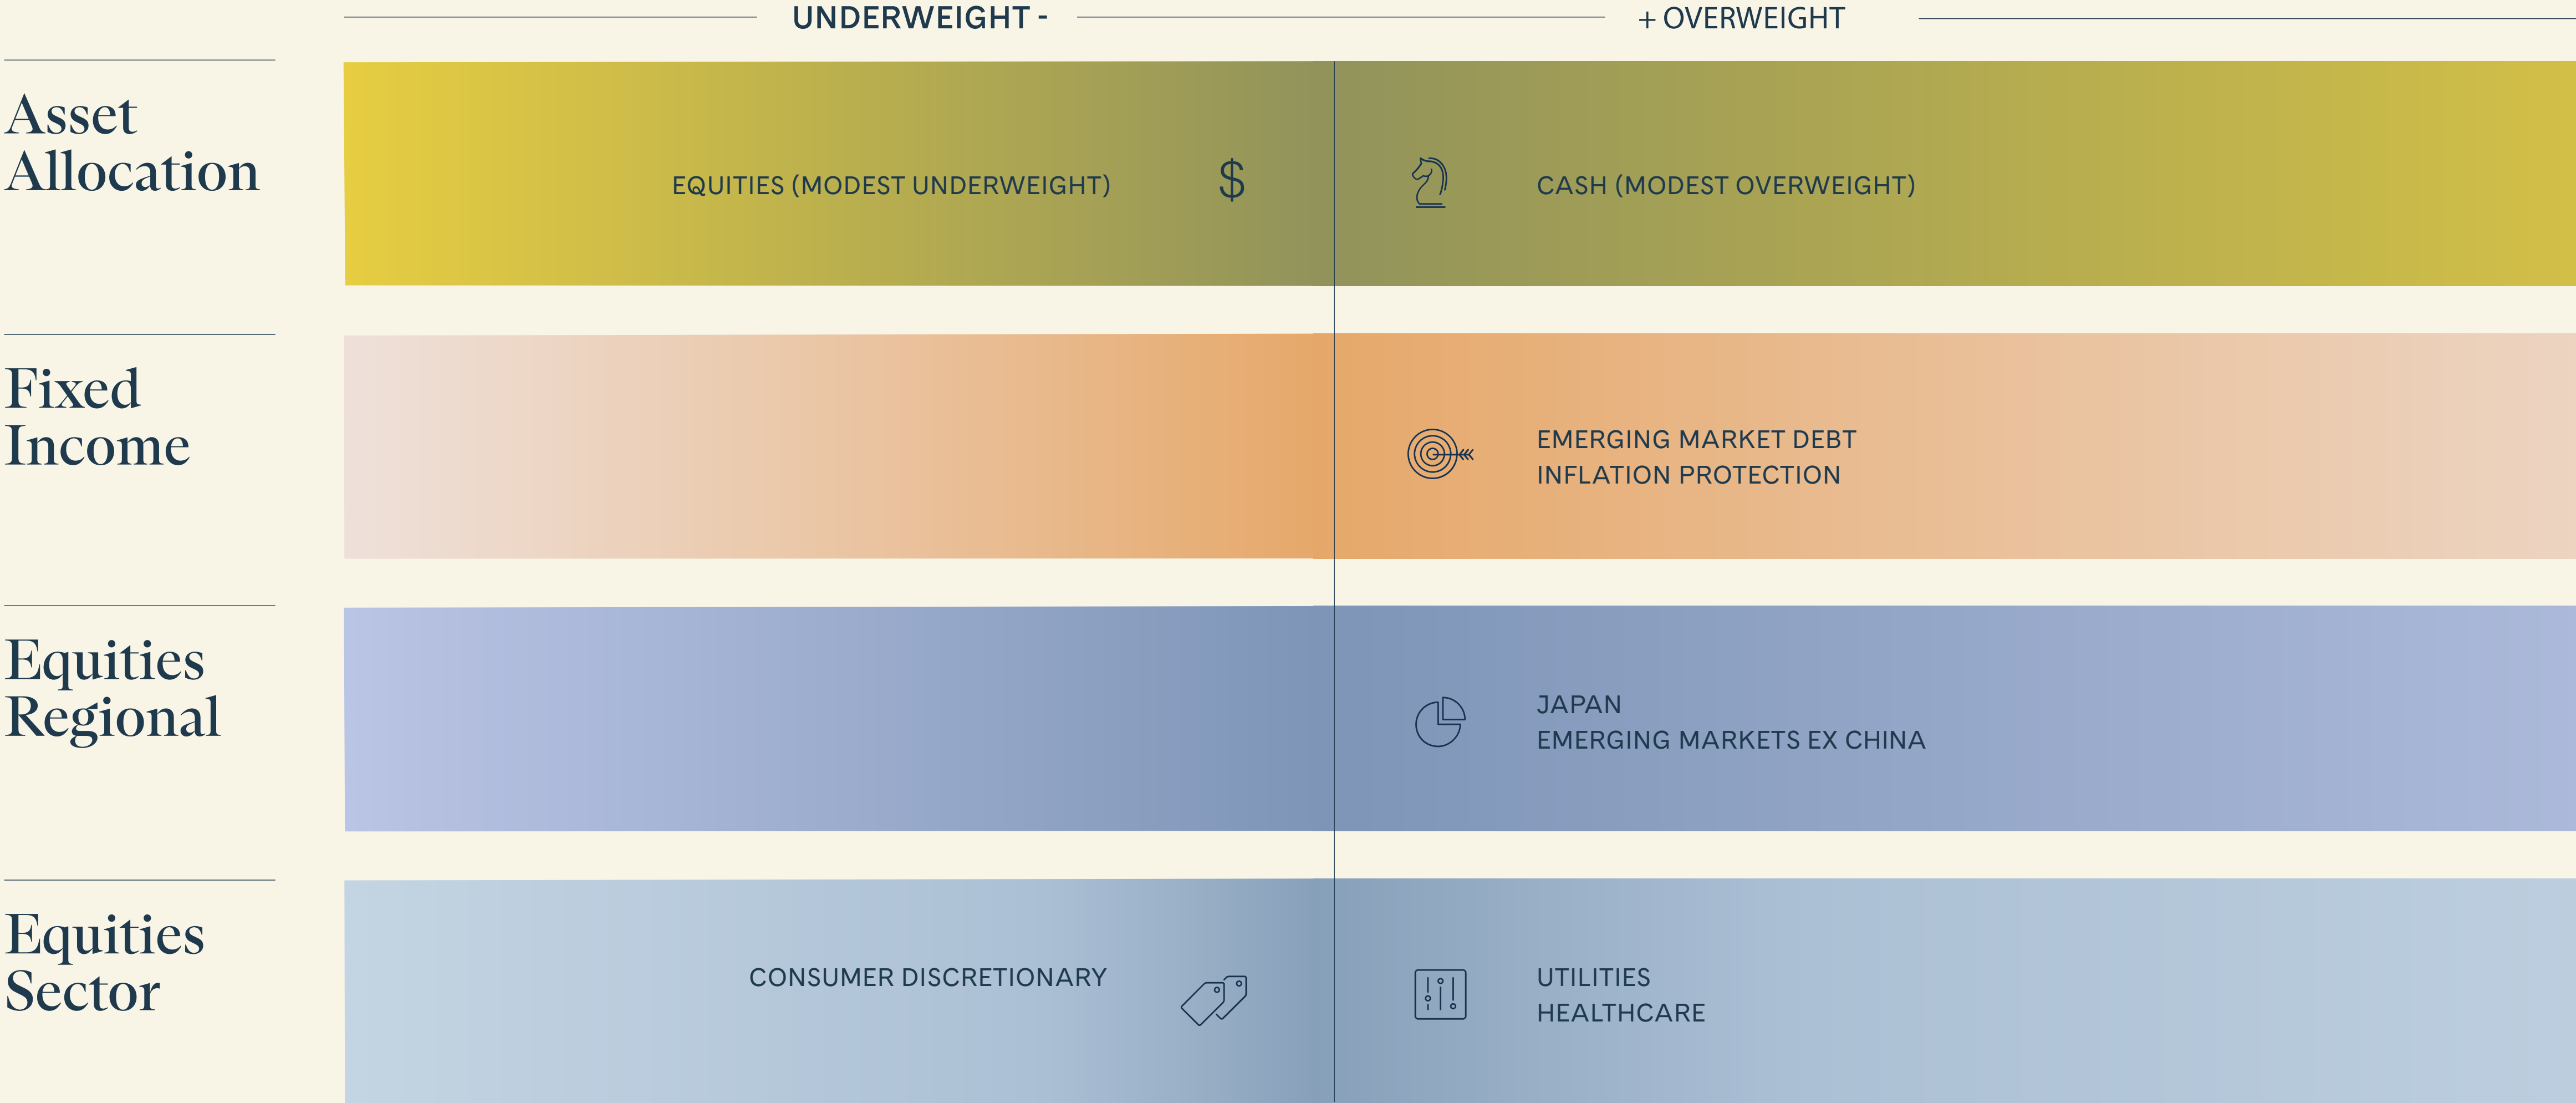 UNDERWEIGHT -
+ OVERWEIGHT
Asset
Allocation
EQUITIES (MODEST UNDERWEIGHT)
$
CASH (MODEST OVERWEIGHT)
Fixed
Income
EMERGING MARKET DEBT
INFLATION PROTECTION
Equities
Regional
JAPAN
EMERGING MARKETS EX CHINA
Equities
Sector
CONSUMER DISCRETIONARY
UTILITIES
HEALTHCARE